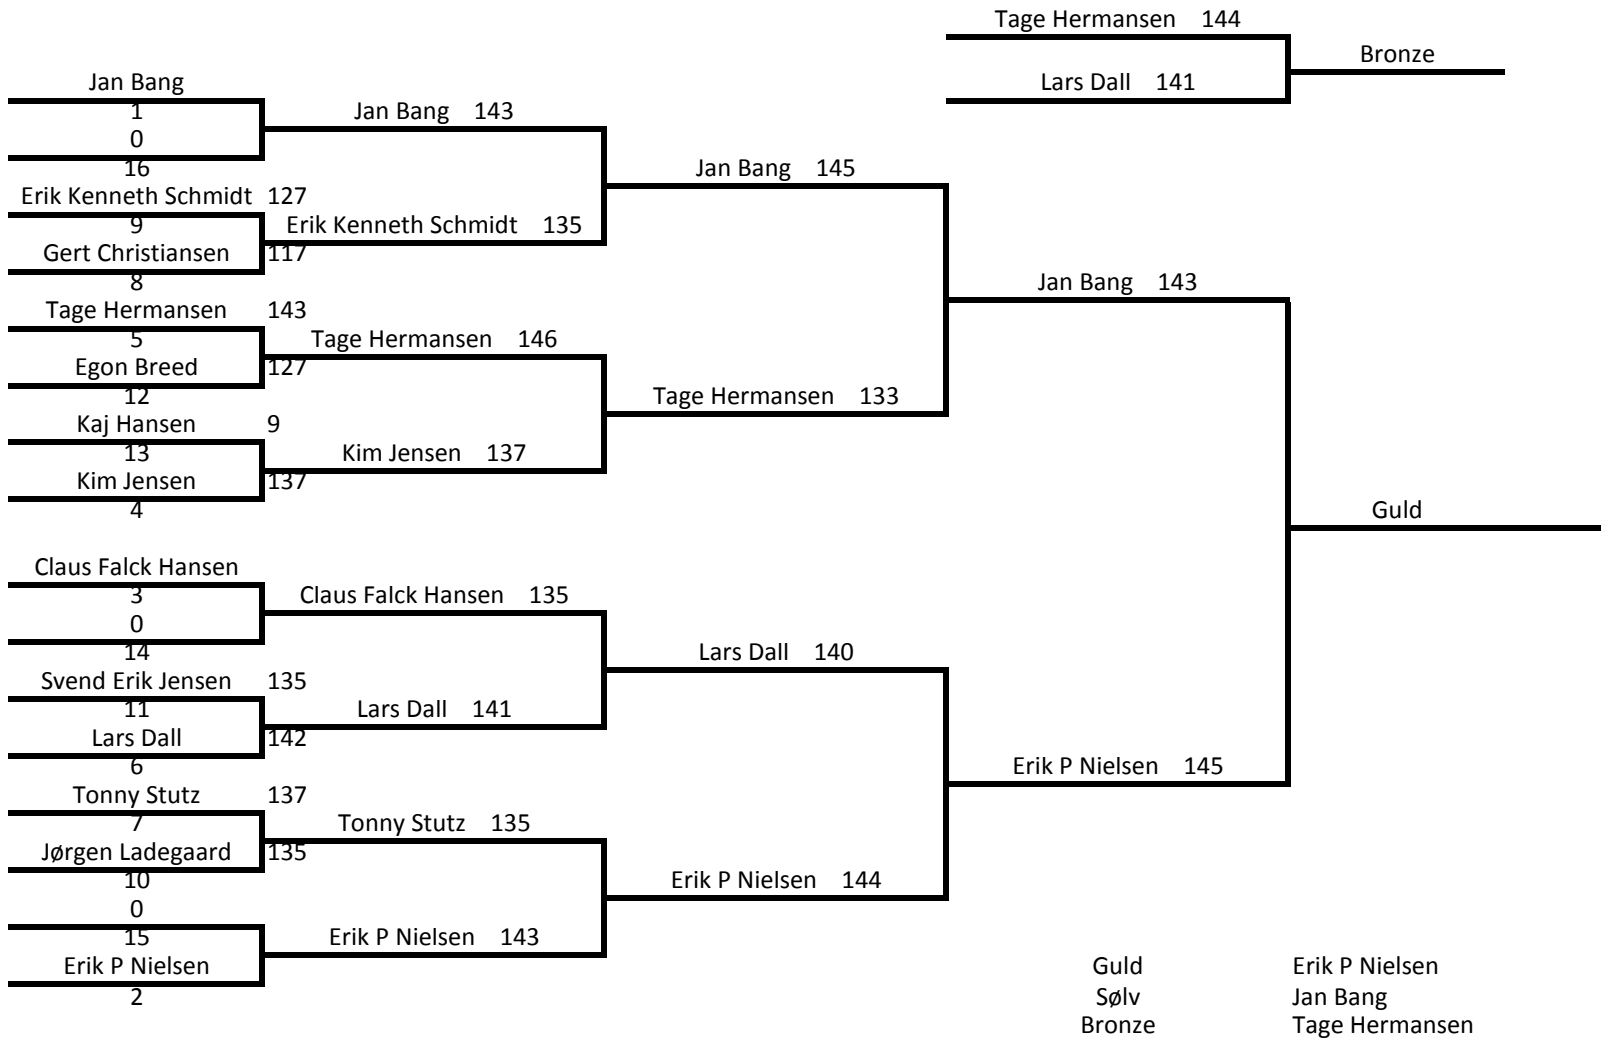 Tage Hermansen 144
Bronze
Lars Dall 141
Jan Bang
1
Jan Bang 143
0
16
Jan Bang 145
Erik Kenneth Schmidt 127
9
Erik Kenneth Schmidt 135
Gert Christiansen 117
8
Jan Bang 143
Tage Hermansen 143
5
Tage Hermansen 146
Egon Breed 127
12
Tage Hermansen 133
Kaj Hansen 9
13
Kim Jensen 137
Kim Jensen 137
4
Guld
Claus Falck Hansen
3
Claus Falck Hansen 135
0
14
Lars Dall 140
Svend Erik Jensen 135
11
Lars Dall 141
Lars Dall 142
6
Erik P Nielsen 145
Tonny Stutz 137
7
Tonny Stutz 135
Jørgen Ladegaard 135
10
Erik P Nielsen 144
0
15
Erik P Nielsen 143
Erik P Nielsen
2
Guld Erik P Nielsen
Sølv Jan Bang
Bronze Tage Hermansen